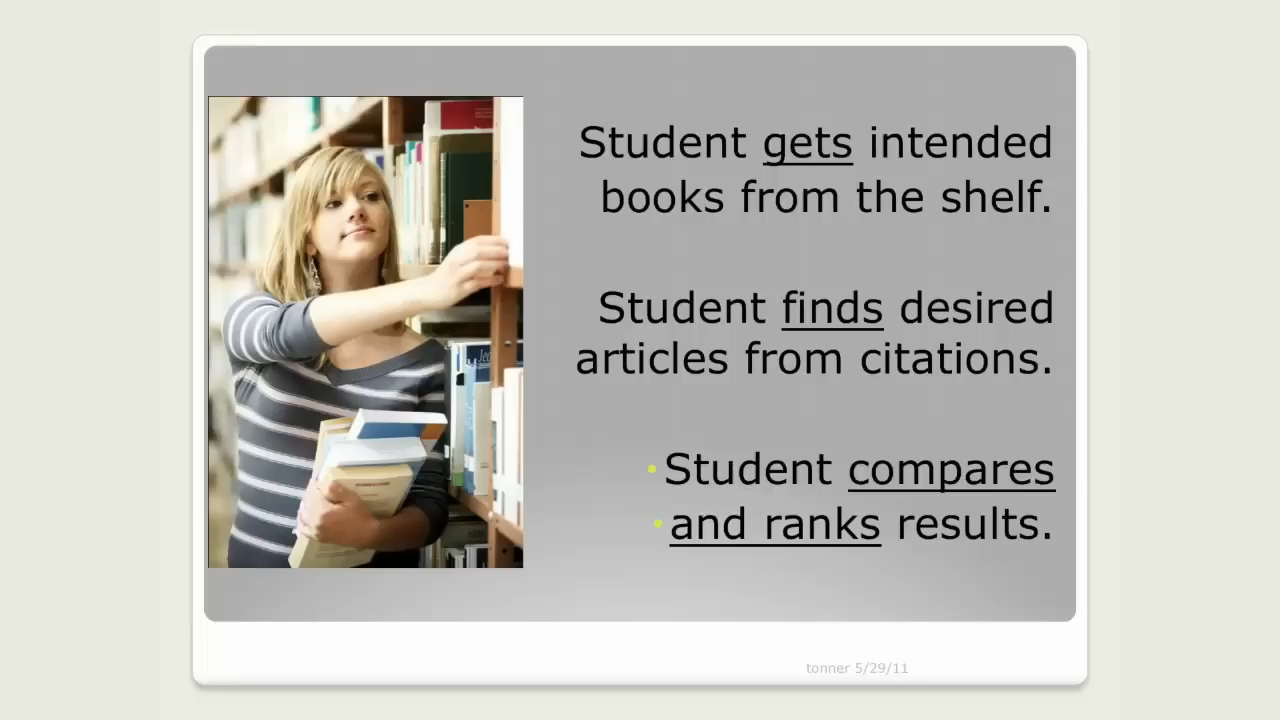 Student gets intended
books from the shelf.
Student finds desired
articles from citations.
•Student compares
•and ranks results.
tonner 5/29/11